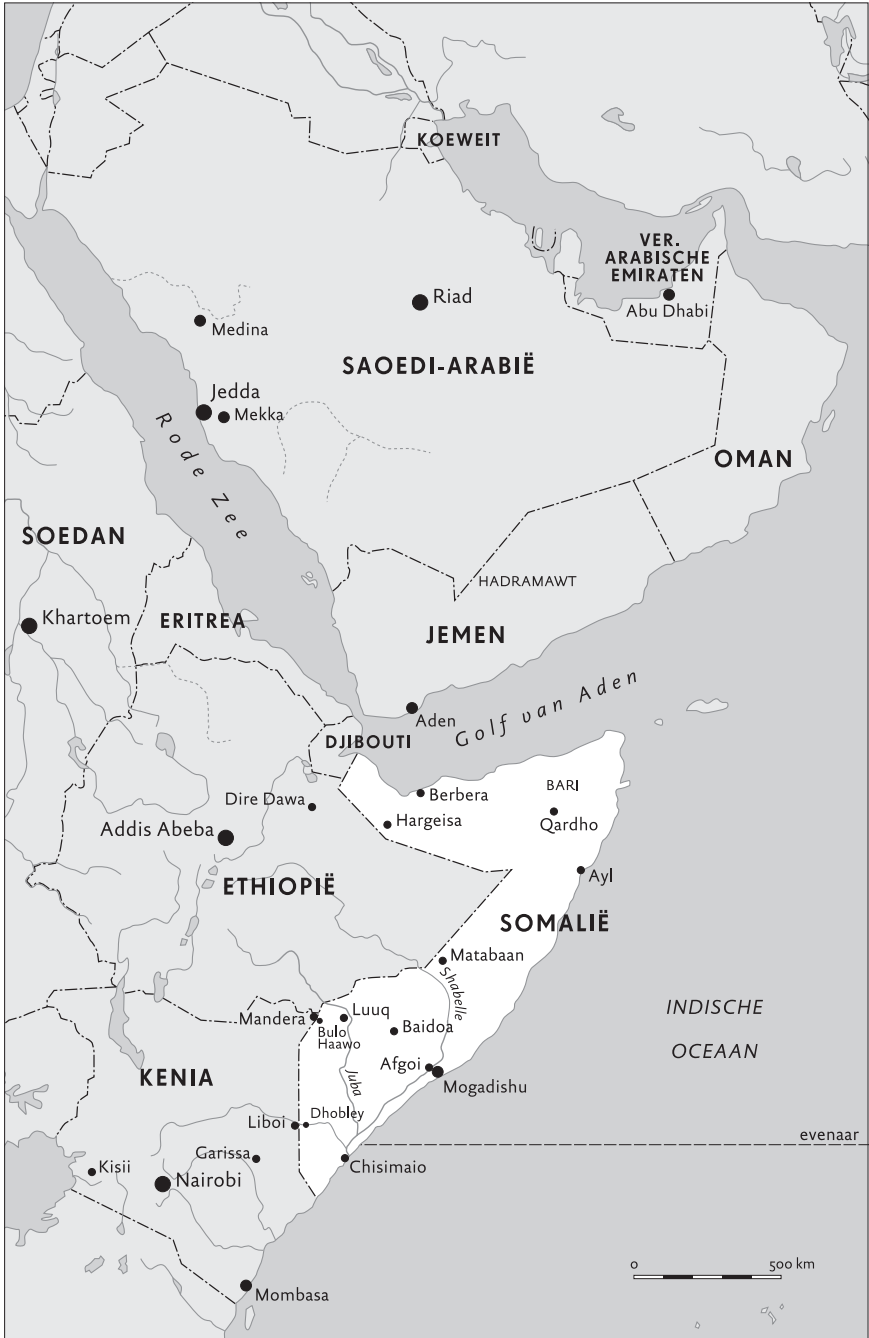 KOEWEIT
VER.
ARABISCHE
EMIRATEN
Abu Dhabi
Riad
Medina
SAOEDI-ARABIË
Jedda
Mekka
Rode Zee
OMAN
SOEDAN
HADRAMAWT
Khartoem
ERITREA
JEMEN
Aden
Golf van Aden
DJIBOUTI
Berbera
BARI
Dire Dawa
Hargeisa
Qardho
Addis Abeba
Ayl
ETHIOPIË
SOMALIË
Matabaan
Shabelle
INDISCHE
OCEAAN
Mandera
Luuq
Bulo
Haawo
Baidoa
Afgoi
Mogadishu
KENIA
Juba
Liboi
Dhobley
evenaar
Garissa
Chisimaio
Kisii
Nairobi
0 500 km
Mombasa